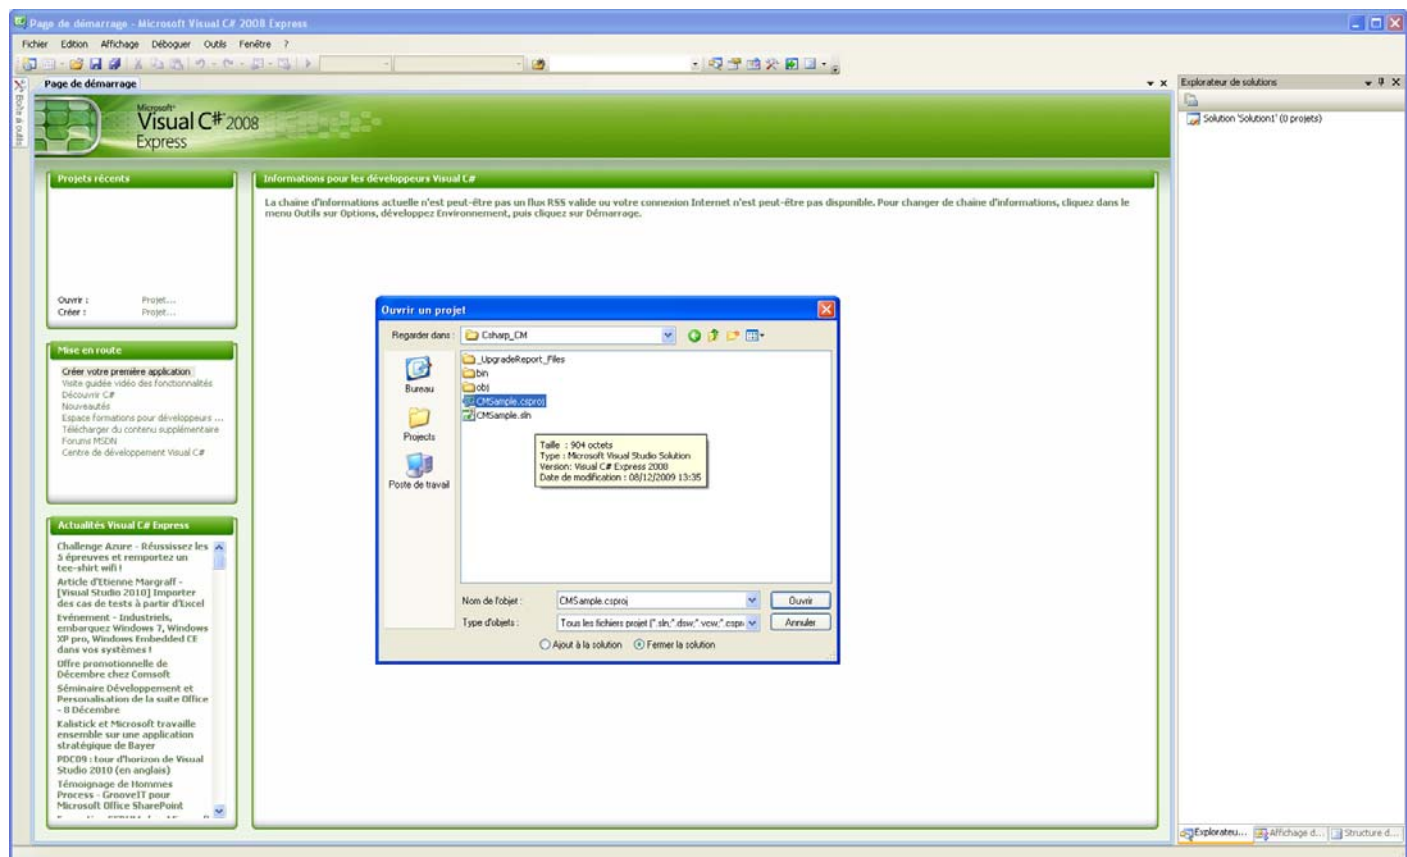 Page de démarrage - Microsoft Visual C# 2008 Express
Fichier Edition Affichage Déboguer Outils Fenêtre ?
Boîte à outils
Page de démarrage
Microsoft
Visual C# 2008
Express
Projets récents
Ouvrir : Projet...
Créer : Projet...
Mise en route
Créer votre première application
Visite guidée vidéo des fonctionnalités
Découvrir C#
Nouveautés
Espace formations pour développeurs ...
Télécharger du contenu supplémentaire
Forums MSDN
Centre de développement Visual C#
Actualités Visual C# Express
Challenge Azure - Réussissez les
5 épreuves et remportez un
tee-shirt wifi !
Article d'Etienne Margraff -
[Visual Studio 2010] Importer
des cas de tests à partir d'Excel
Evénement - Industriels,
embarquez Windows 7, Windows
XP pro, Windows Embedded CE
dans vos systèmes !
Offre promotionnelle de
Décembre chez Comsoft
Séminaire Développement et
Personalisation de la suite Office
- 8 Décembre
Kalistick et Microsoft travaille
ensemble sur une application
stratégique de Bayer
PDC09 : tour d'horizon de Visual
Studio 2010 (en anglais)
Témoignage de Hommes
Process - GrooveIT pour
Microsoft Office SharePoint
Informations pour les développeurs Visual C#
La chaîne d'informations actuelle n'est peut-être pas un flux RSS valide ou votre connexion Internet n'est peut-être pas disponible. Pour changer de chaîne d'informations, cliquez dans le
menu Outils sur Options, développez Environnement, puis cliquez sur Démarrage.
Ouvrir un projet
Regarder dans : Csharp_CM
Bureau
Projects
Poste de travail
_UpgradeReport_Files
bin
obj
CMSample.csproj
CMSample.sln
Taille : 904 octets
Type : Microsoft Visual Studio Solution
Version: Visual C# Express 2008
Date de modification : 08/12/2009 13:35
Nom de l'objet : CMSample.csproj Ouvrir
Type d'objets : Tous les fichiers projet (*.sln;*.dsw;*.vcw;*.cspr Annuler
Ajout à la solution Fermer la solution
Explorateur de solutions
Solution 'Solution1' (0 projets)
Explorateu... Affichage d... Structure d...